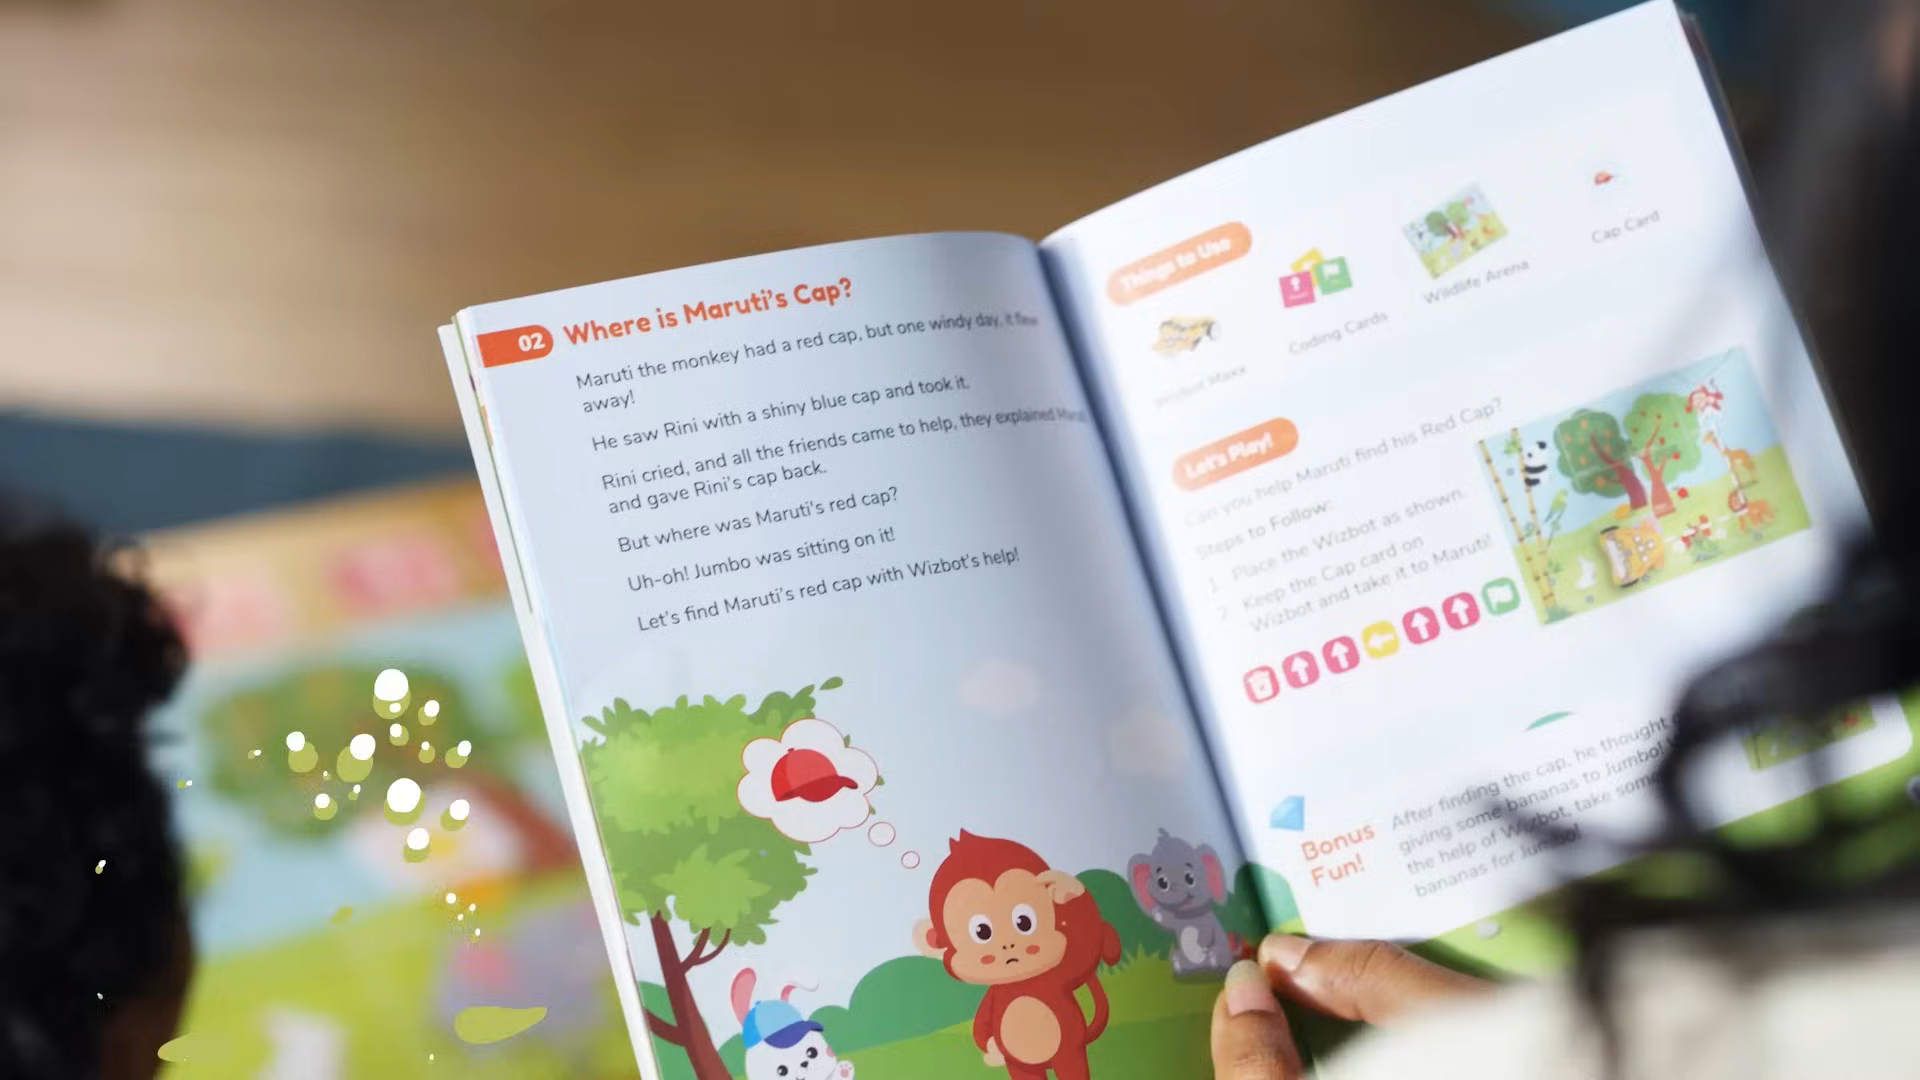 02 Where is Maruti's Cap?
Maruti the monkey had a red cap, but one windy day, it flew
away!
He saw Rini with a shiny blue cap and took it.
Rini cried, and all the friends came to help, they explained
and gave Rini's cap back.
But where was Maruti's red cap?
Uh-oh! Jumbo was sitting on it!
Let's find Maruti's red cap with Wizbot's help!
Things to Use
Wizbot Maxx
Coding Cards
Wildlife Arena
Cap Card
Let's Play!
Can you help Maruti find his Red Cap?
Steps to Follow:
1. Place the Wizbot as shown.
2. Keep the Cap card on
Wizbot and take it to Maruti!
Bonus
Fun!
After finding the cap, he thought
giving some bananas to Jumbo!
the help of Wizbot, take some
bananas for Jumbo!